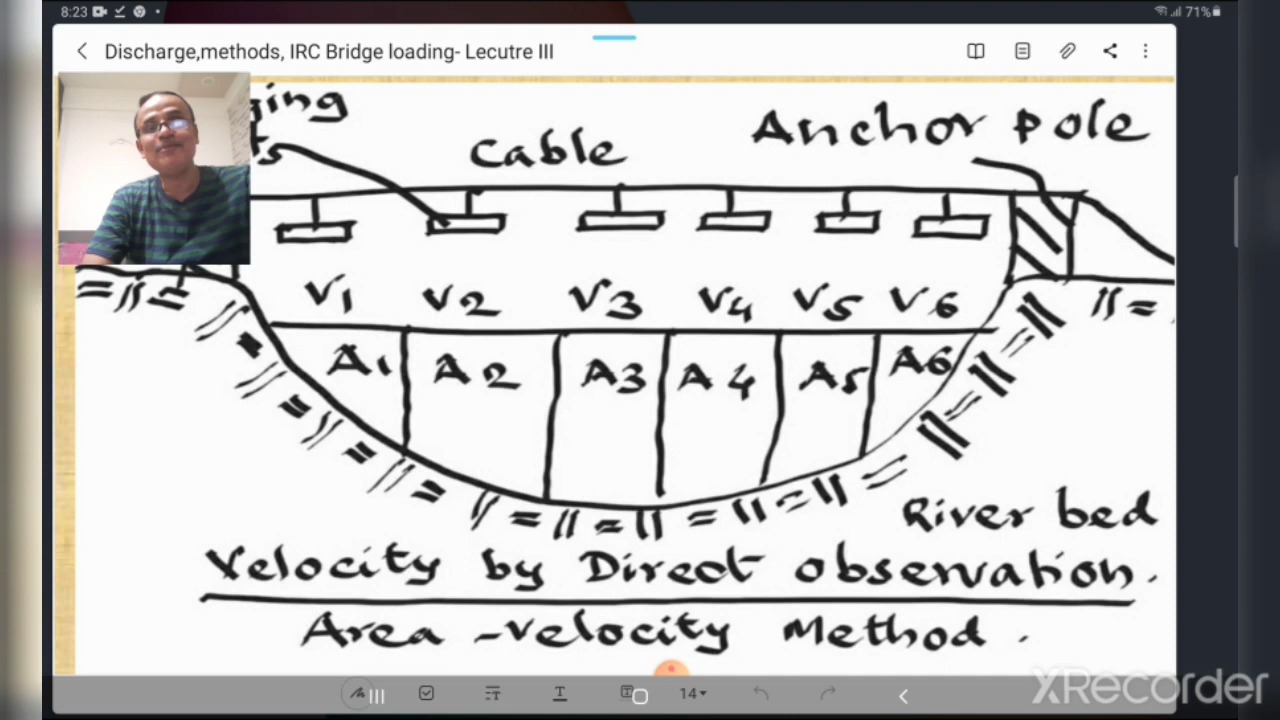 8:23
71%
Discharge,methods, IRC Bridge loading- Lecutre III
Cable
Anchor pole
V1 V2 V3 V4 V5 V6
A1 A2 A3 A4 A5 A6
River bed
Velocity by Direct observation.
Area -velocity Method.
14
XRecorder